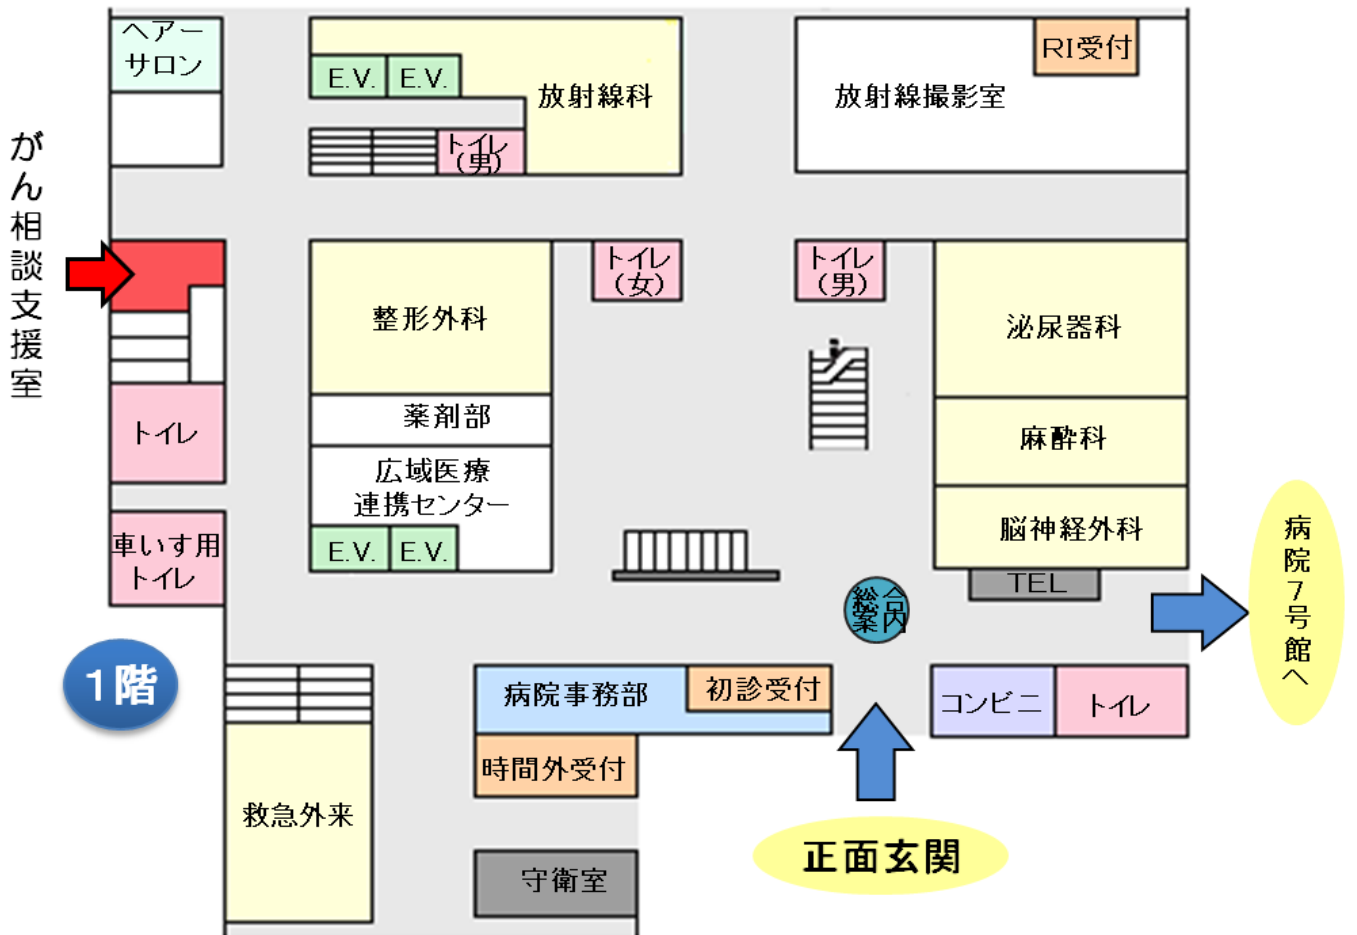 ヘアー
サロン
E.V.
E.V.
放射線科
トイレ
(男)
RI受付
放射線撮影室
がん相談支援室
整形外科
トイレ
(女)
トイレ
(男)
泌尿器科
薬剤部
麻酔科
トイレ
広域医療
連携センター
E.V.
E.V.
脳神経外科
車いす用
トイレ
TEL
総合
案内
病院7号館へ
1階
病院事務部
初診受付
コンビニ
トイレ
時間外受付
救急外来
正面玄関
守衛室